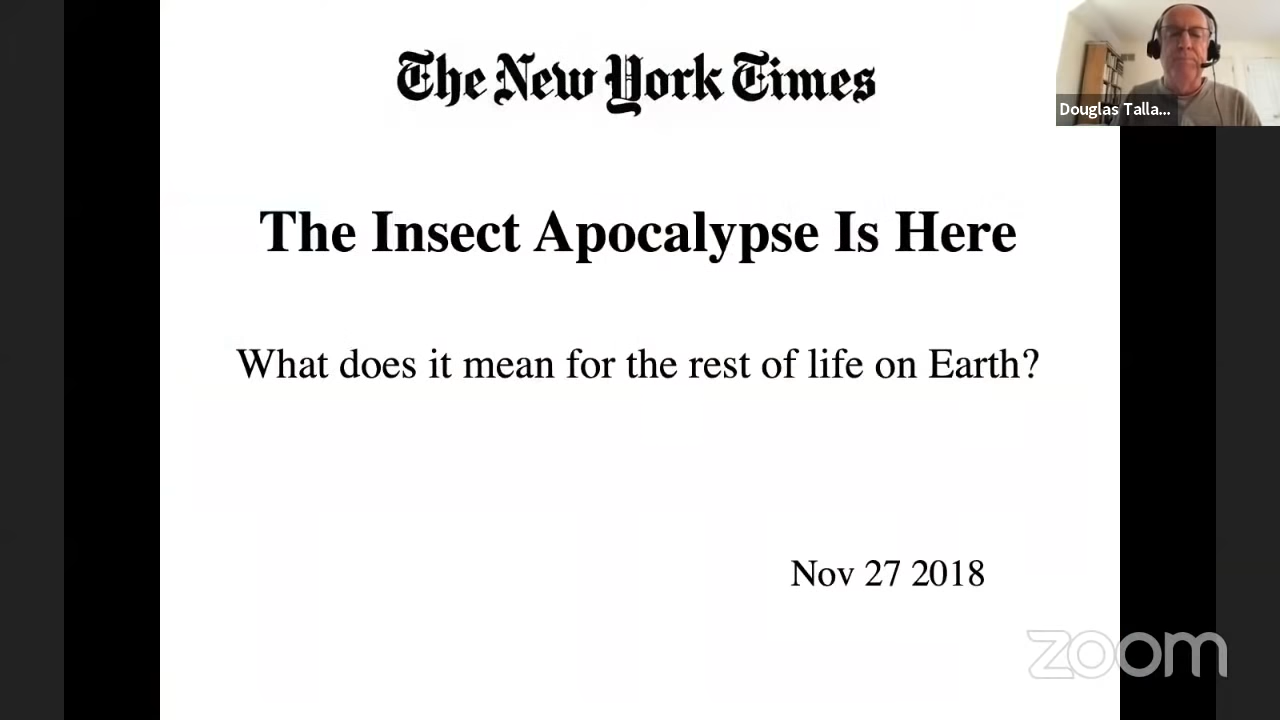 The New York Times
Douglas Talla...
The Insect Apocalypse Is Here
What does it mean for the rest of life on Earth?
Nov 27 2018
zoom